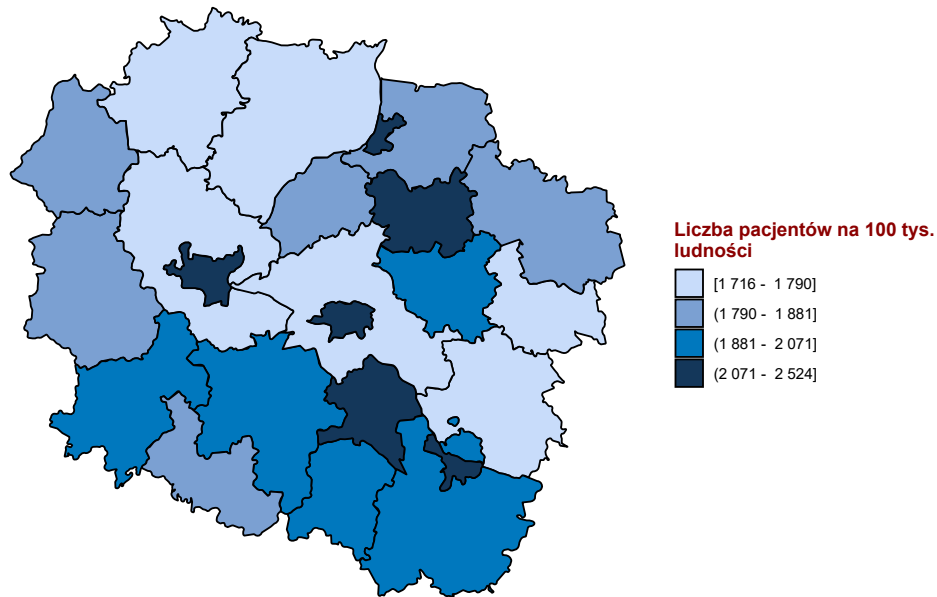 Liczba pacjentów na 100 tys.
ludności
[1 716 - 1 790]
(1 790 - 1 881]
(1 881 - 2 071]
(2 071 - 2 524]